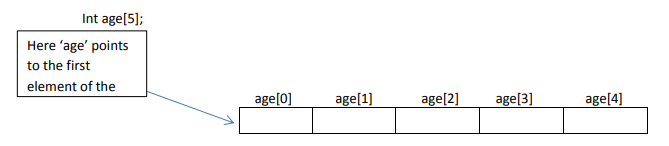 Int age[5];
Here ‘age’ points
to the first
element of the
age[0] age[1] age[2] age[3] age[4]